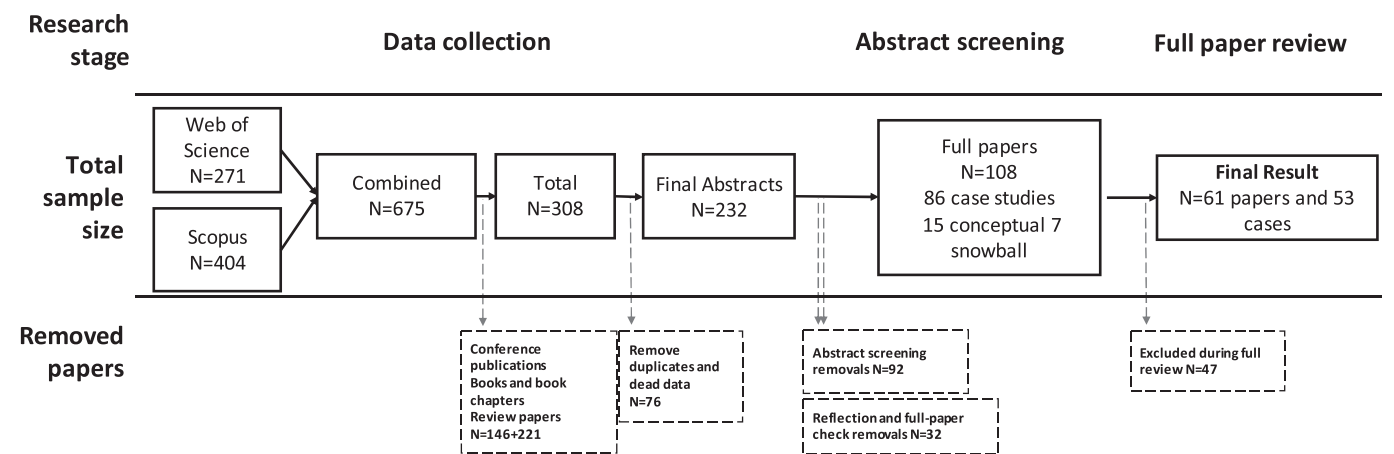 Research
stage
Data collection
Abstract screening
Full paper review
Total
sample
size
Web of
Science
N=271
Scopus
N=404
Combined
N=675
Total
N=308
Final Abstracts
N=232
Full papers
N=108
86 case studies
15 conceptual 7
snowball
Final Result
N=61 papers and 53
cases
Removed
papers
Conference
publications
Books and book
chapters
Review papers
N=146+221
Remove
duplicates and
dead data
N=76
Abstract screening
removals N=92
Reflection and full-paper
check removals N=32
Excluded during full
review N=47